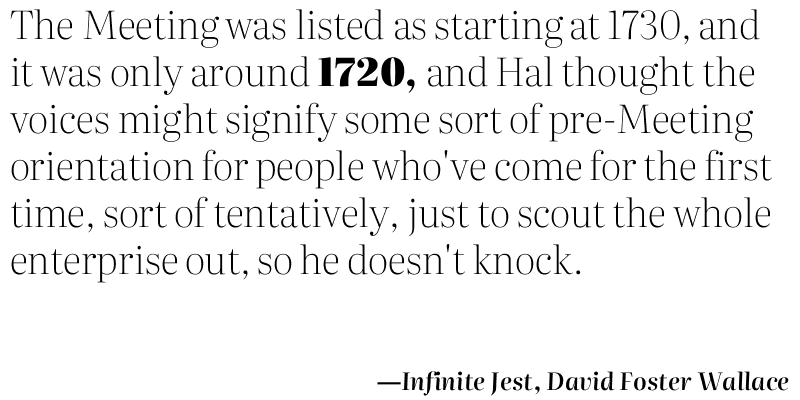 The Meeting was listed as starting at 1730, and
it was only around 1720, and Hal thought the
voices might signify some sort of pre-Meeting
orientation for people who've come for the first
time, sort of tentatively, just to scout the whole
enterprise out, so he doesn't knock.
—Infinite Jest, David Foster Wallace